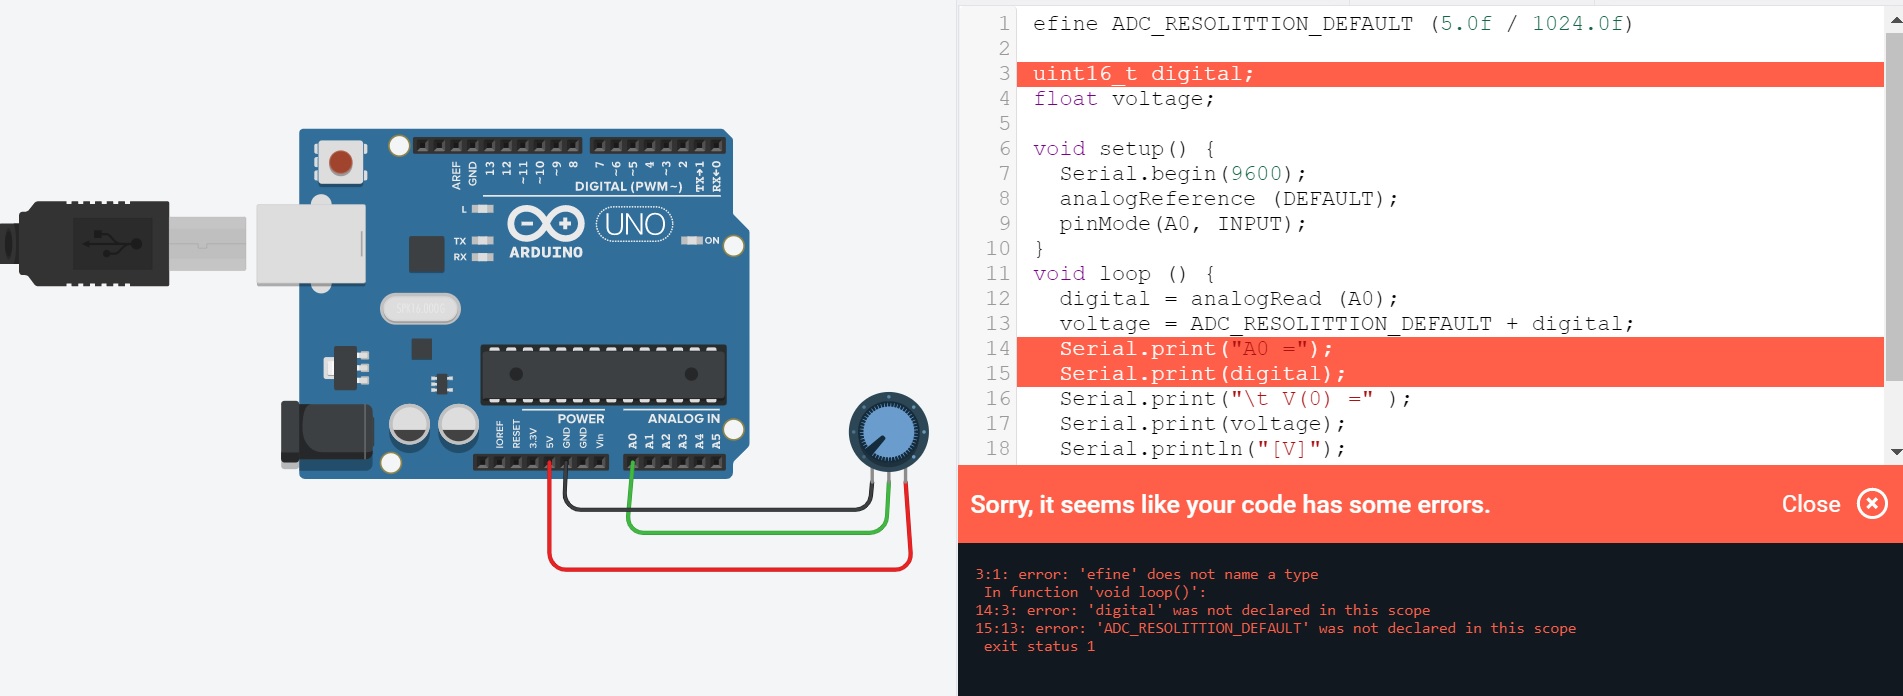 AREF
GND
13
12
~11
~10
~9
8
7
~6
~5
4
~3
2
TX→1
RX←0
DIGITAL (PWM~)
L
TX
RX
ARDUINO
UNO
ON
POWER
ANALOG IN
IOREF
RESET
3.3V
5V
GND
GND
Vin
A0
A1
A2
A3
A4
A5
1 efine ADC_RESOLITTION_DEFAULT (5.0f / 1024.0f)
2
3 uint16_t digital;
4 float voltage;
5
6 void setup() {
7 Serial.begin(9600);
8 analogReference (DEFAULT);
9 pinMode(A0, INPUT);
10 }
11 void loop () {
12 digital = analogRead (A0);
13 voltage = ADC_RESOLITTION_DEFAULT + digital;
14 Serial.print("A0 =");
15 Serial.print(digital);
16 Serial.print("\t V(0) =" );
17 Serial.print(voltage);
18 Serial.println("[V]");
Sorry, it seems like your code has some errors.
Close
3:1: error: 'efine' does not name a type
In function 'void loop()':
14:3: error: 'digital' was not declared in this scope
15:13: error: 'ADC_RESOLITTION_DEFAULT' was not declared in this scope
exit status 1